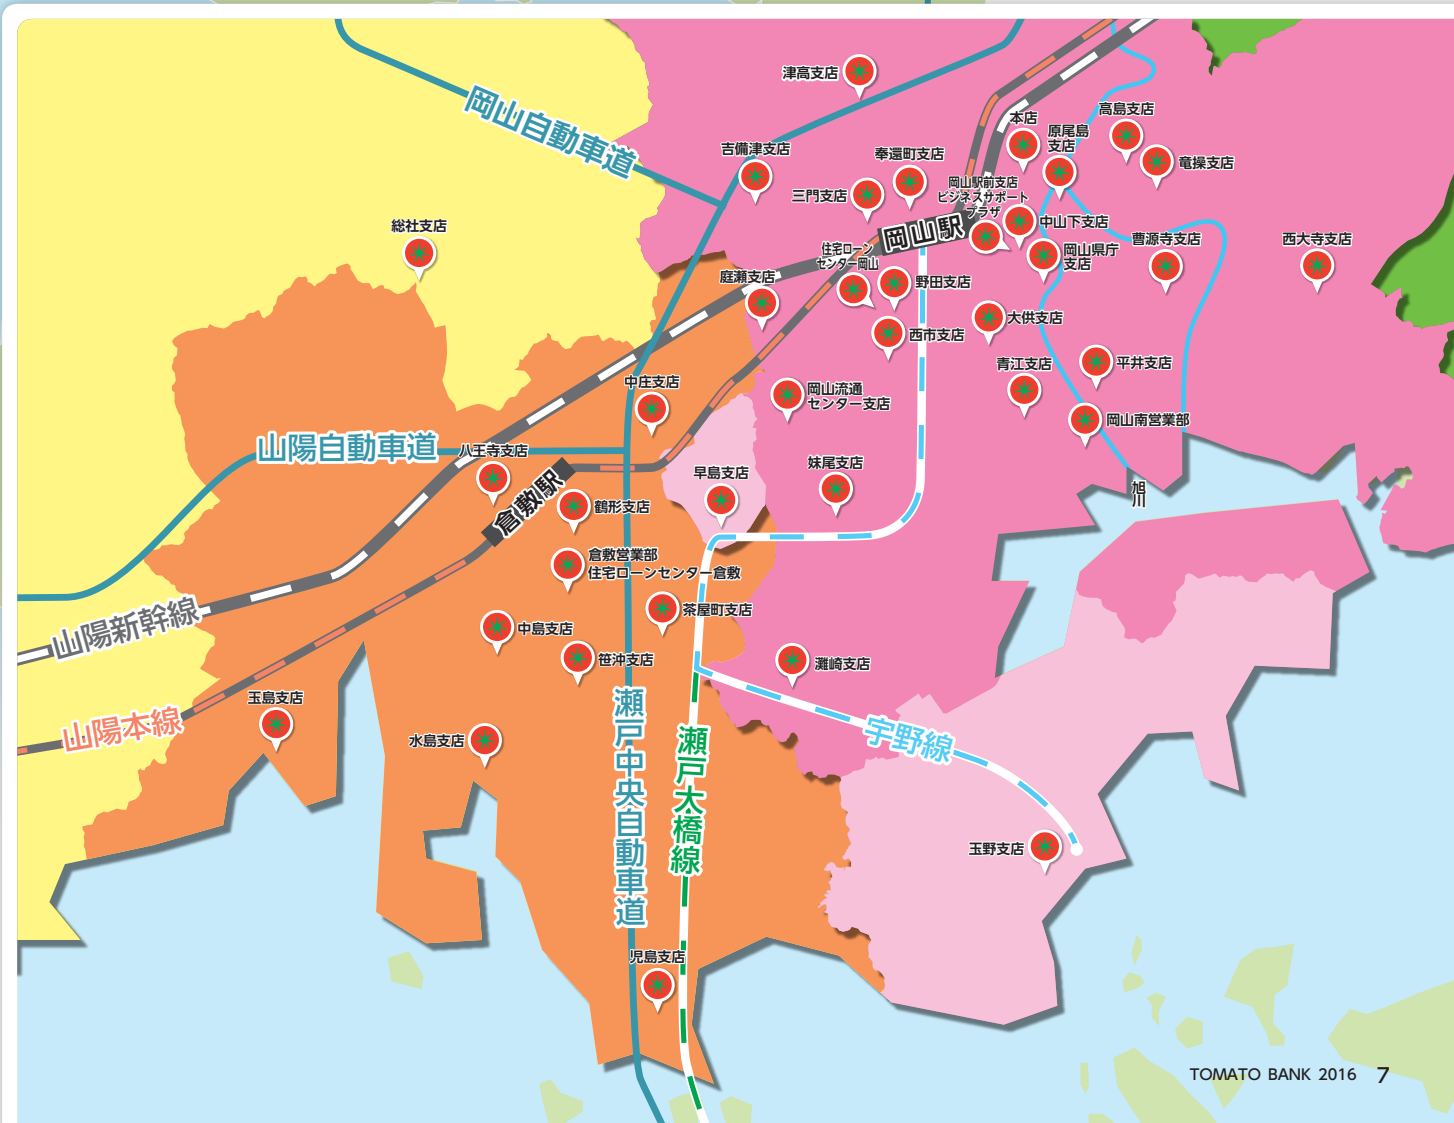 津高支店
岡山自動車道
高島支店
本店
原尾島
支店
吉備津支店
奉還町支店
竜操支店
岡山駅前支店
ビジネスサポート
プラザ
三門支店
総社支店
岡山駅
中山下支店
曹源寺支店
西大寺支店
住宅ローン
センター岡山
岡山県庁
支店
庭瀬支店
野田支店
大供支店
西市支店
青江支店
平井支店
中庄支店
岡山流通
センター支店
岡山南営業部
山陽自動車道
八王寺支店
早島支店
妹尾支店
旭川
倉敷駅
鶴形支店
倉敷営業部
住宅ローンセンター倉敷
茶屋町支店
山陽新幹線
中島支店
笹沖支店
灘崎支店
玉島支店
山陽本線
水島支店
瀬戸中央自動車道
瀬戸大橋線
宇野線
玉野支店
児島支店
TOMATO BANK 2016 7